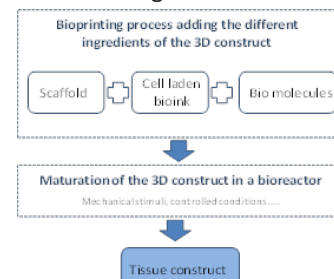 Bioprinting process adding the different
ingredients of the 3D construct
Scaffold
Cell laden
bioink
Bio molecules
Maturation of the 3D construct in a bioreactor
Mechanical stimuli, controlled conditions.....
Tissue construct